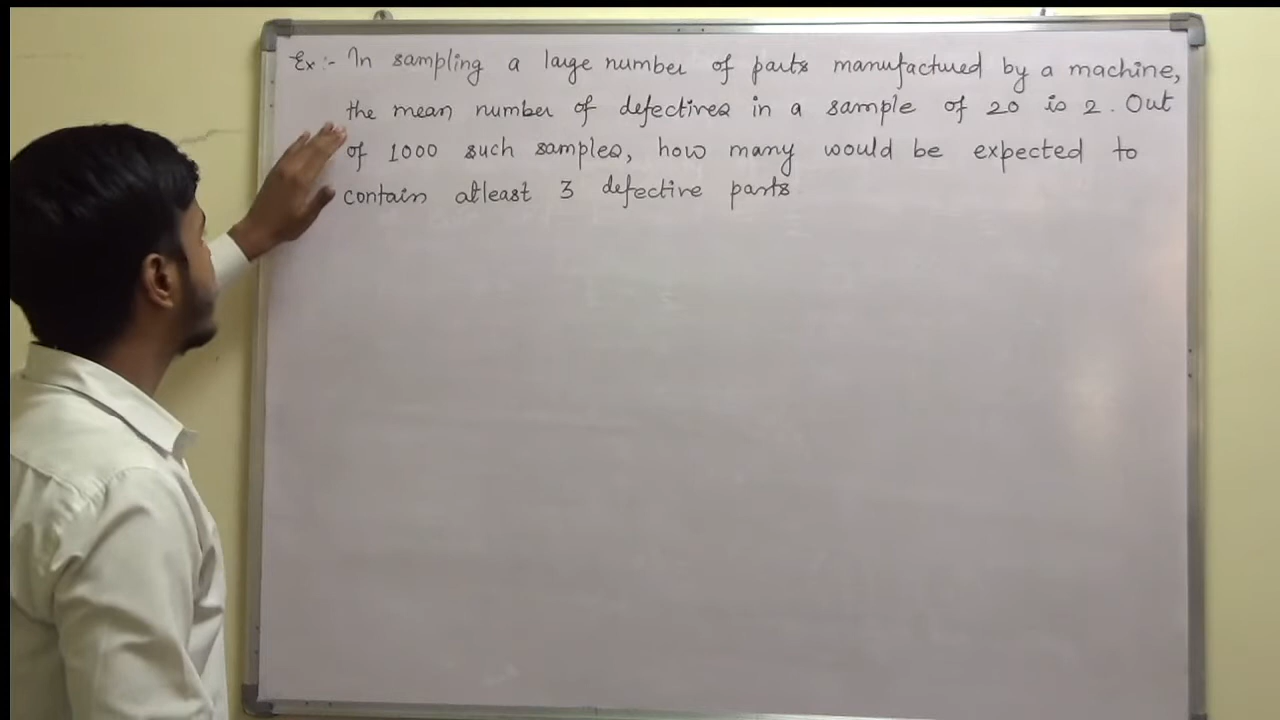 Ex :- In sampling a large number of parts manufactured by a machine,
the mean number of defectives in a sample of 20 is 2. Out
of 1000 such samples, how many would be expected to
contain atleast 3 defective parts